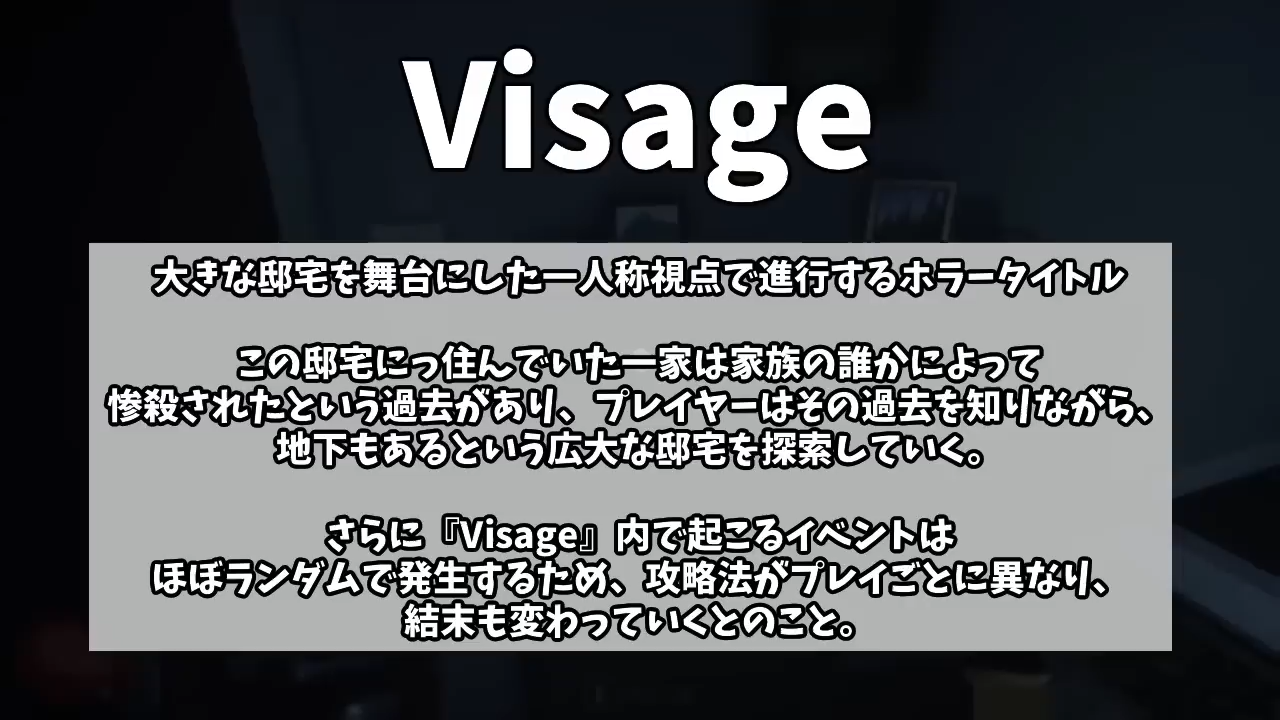 Visage
大きな邸宅を舞台にした一人称視点で進行するホラータイトル
この邸宅にっ住んでいた一家は家族の誰かによって
惨殺されたという過去があり、プレイヤーはその過去を知りながら、
地下もあるという広大な邸宅を探索していく。
さらに『Visage』内で起こるイベントは
ほぼランダムで発生するため、攻略法がプレイごとに異なり、
結末も変わっていくとのこと。